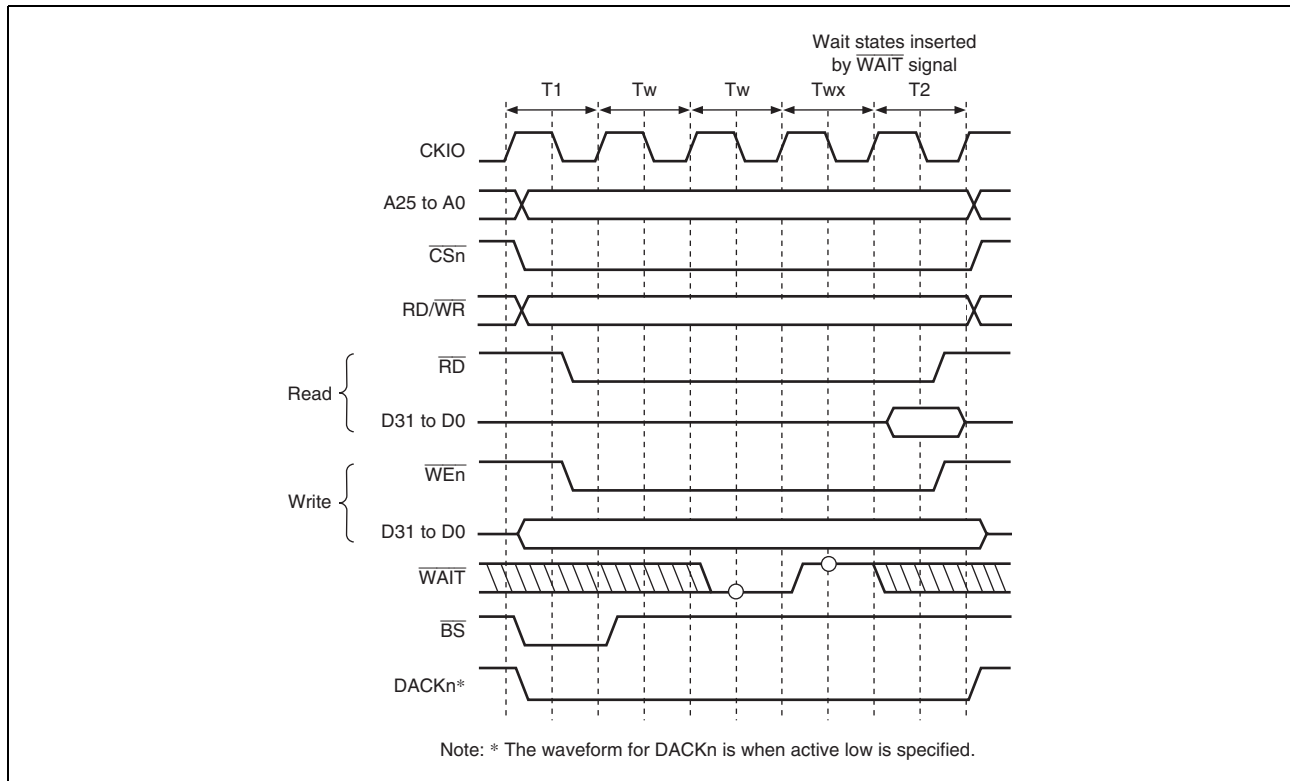 Wait states inserted
by WAIT signal
T1 Tw Tw Twx T2
CKIO
A25 to A0
CSn
RD/WR
RD
Read
D31 to D0
WEn
Write
D31 to D0
WAIT
BS
DACKn*
Note: * The waveform for DACKn is when active low is specified.